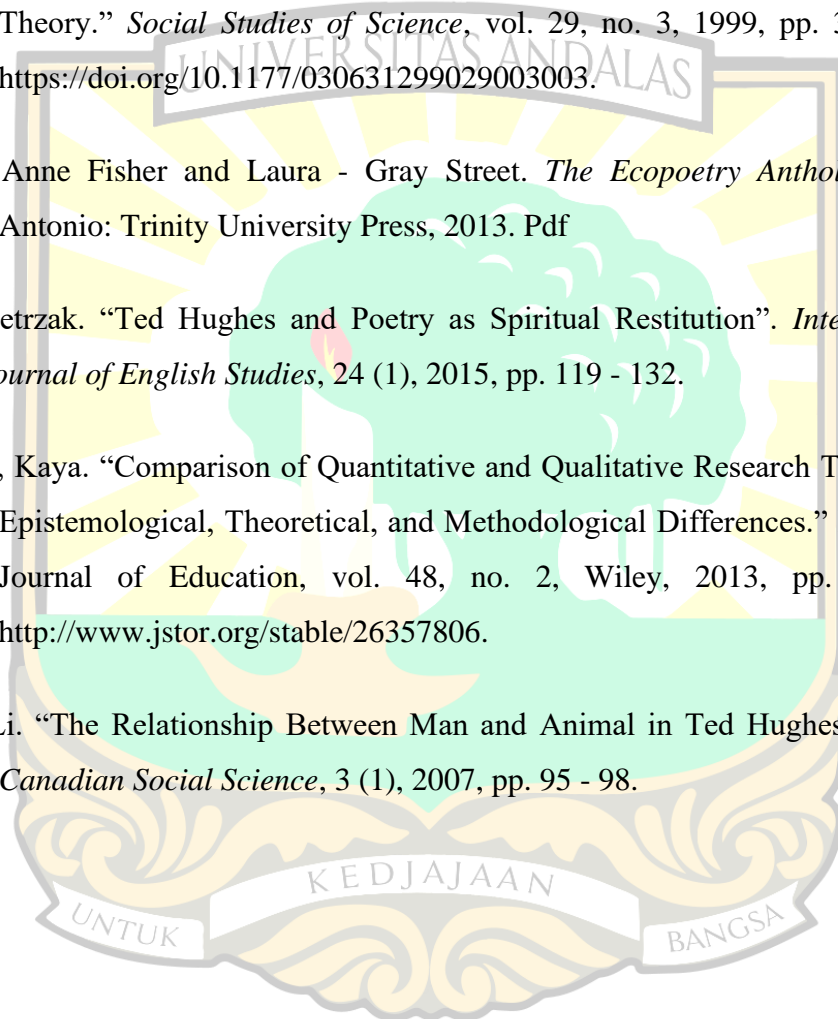 Theory.” Social Studies of Science, vol. 29, no. 3, 1999, pp. 3
UNIVERSITAS ANDALAS
https://doi.org/10.1177/030631299029003003.
Anne Fisher and Laura - Gray Street. The Ecopoetry Anthol
Antonio: Trinity University Press, 2013. Pdf
etrzak. “Ted Hughes and Poetry as Spiritual Restitution”. Inte
ournal of English Studies, 24 (1), 2015, pp. 119 - 132.
, Kaya. “Comparison of Quantitative and Qualitative Research T
Epistemological, Theoretical, and Methodological Differences.”
Journal of Education, vol. 48, no. 2, Wiley, 2013, pp.
http://www.jstor.org/stable/26357806.
Li. “The Relationship Between Man and Animal in Ted Hughes
Canadian Social Science, 3 (1), 2007, pp. 95 - 98.
KEDJAJAAN
UNTUK
BANGSA